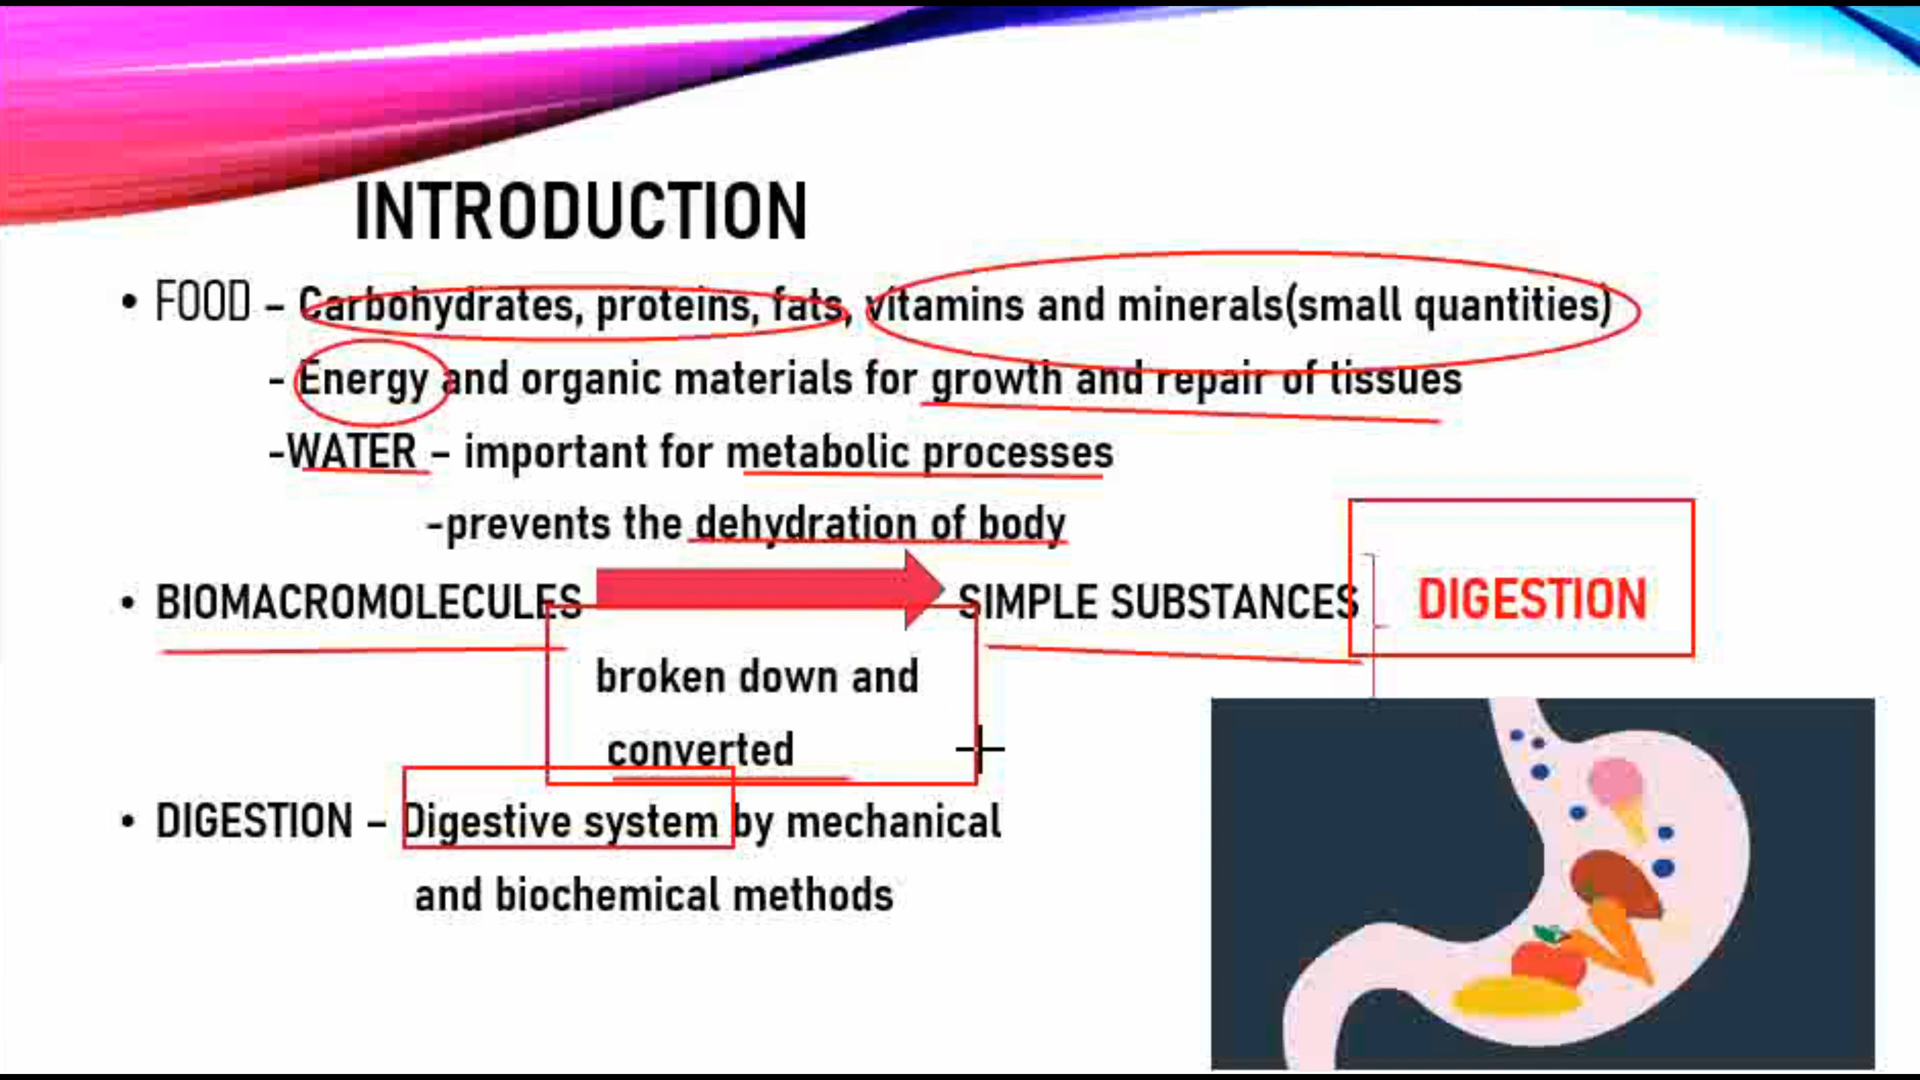 INTRODUCTION
• FOOD – Carbohydrates, proteins, fats, vitamins and minerals(small quantities)
- Energy and organic materials for growth and repair of tissues
-WATER – important for metabolic processes
-prevents the dehydration of body
• BIOMACROMOLECULES SIMPLE SUBSTANCES DIGESTION
broken down and
converted
• DIGESTION – Digestive system by mechanical
and biochemical methods